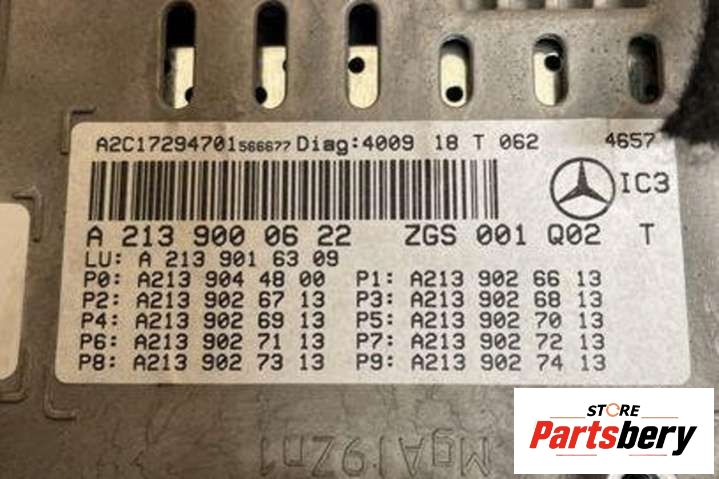 A2C17294701566677 Diag:4009 18 T 062 4657
IC3
A 213 900 06 22 ZGS 001 Q02 T
LU: A 213 901 63 09
P0: A213 904 48 00 P1: A213 902 66 13
P2: A213 902 67 13 P3: A213 902 68 13
P4: A213 902 69 13 P5: A213 902 70 13
P6: A213 902 71 13 P7: A213 902 72 13
P8: A213 902 73 13 P9: A213 902 74 13
STORE
Partsbery